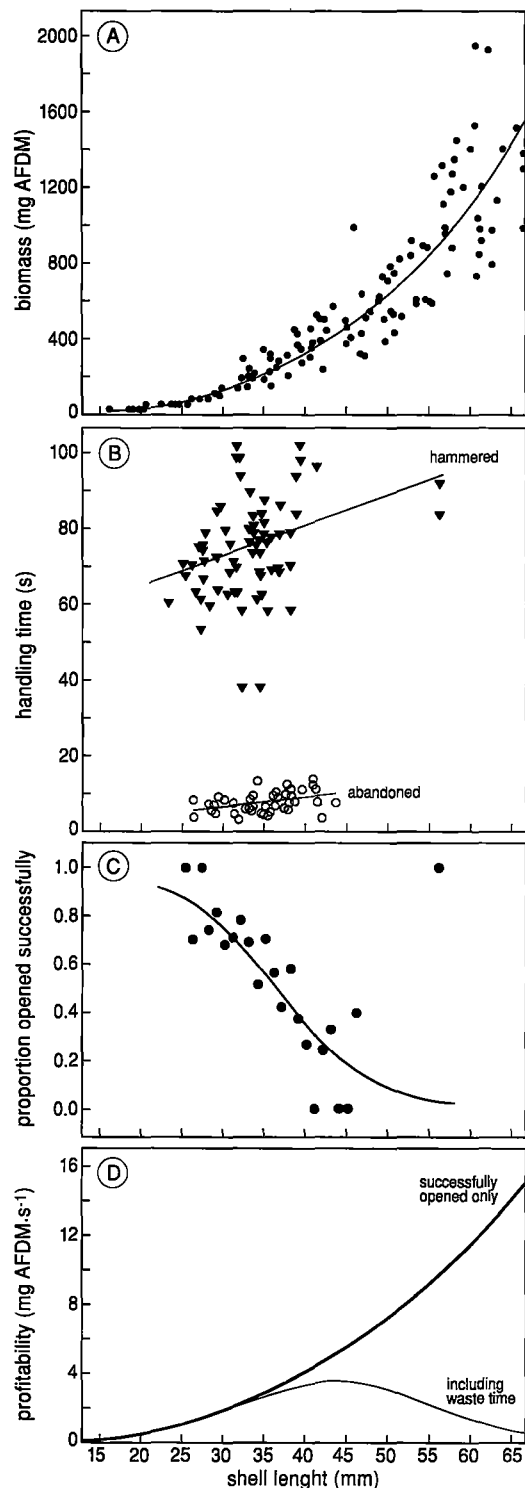 A
2000
1600
1200
800
400
0
biomass (mg AFDM)
B
100
80
60
40
20
0
handling time (s)
hammered
abandoned
C
1.0
0.8
0.6
0.4
0.2
0.0
proportion opened successfully
D
16
12
8
4
0
profitability (mg AFDM·s-1)
successfully
opened only
including
waste time
15 20 25 30 35 40 45 50 55 60 65
shell lenght (mm)